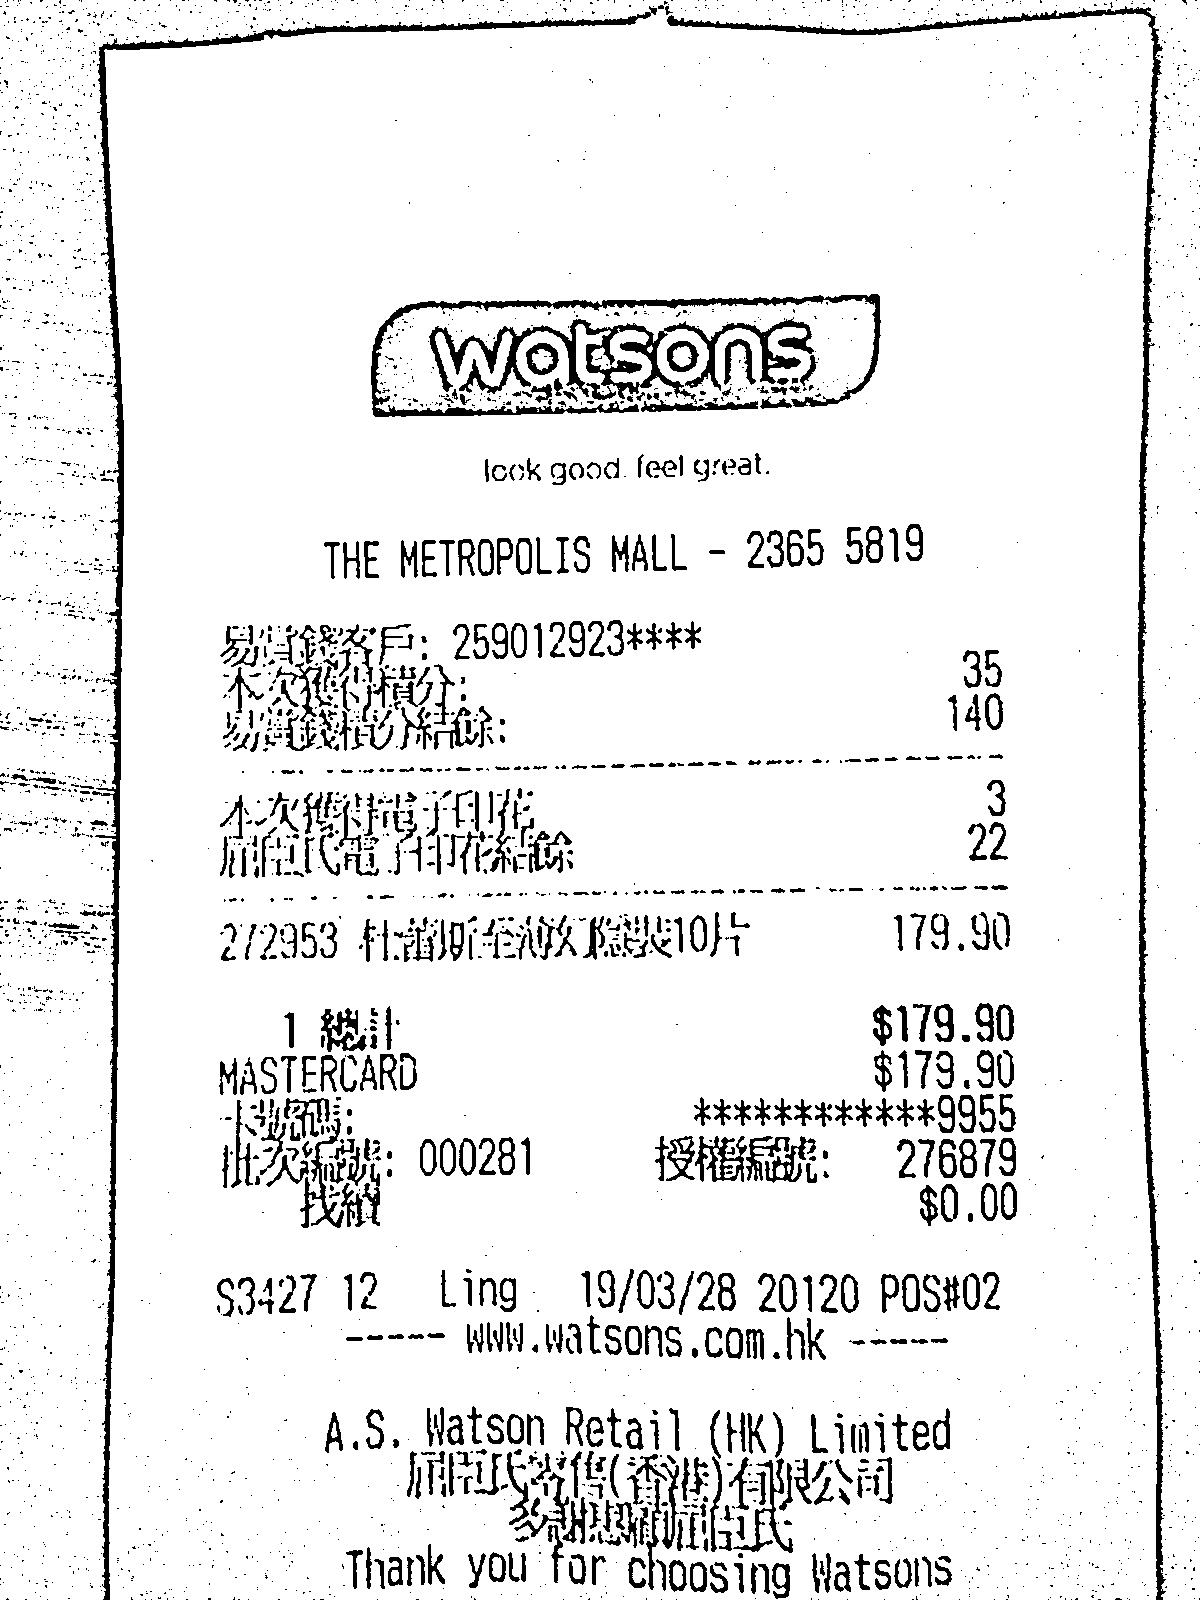 watsons
look good. feel great.
THE METROPOLIS MALL - 2365 5819
易賞錢客戶: 259012923****
本次獲得積分: 35
易賞錢積分結餘: 140
本次獲得電子印花 3
屈臣氏電子印花結餘 22
272953 杜蕾斯至薄效隱裝10片 179.90
1 總計 $179.90
MASTERCARD $179.90
卡號碼: ************9955
批次編號: 000281 授權編號: 276879
找續 $0.00
S3427 12 Ling 19/03/28 20120 POS#02
----- www.watsons.com.hk -----
A.S. Watson Retail (HK) Limited
屈臣氏零售(香港)有限公司
多謝惠顧屈臣氏
Thank you for choosing Watsons